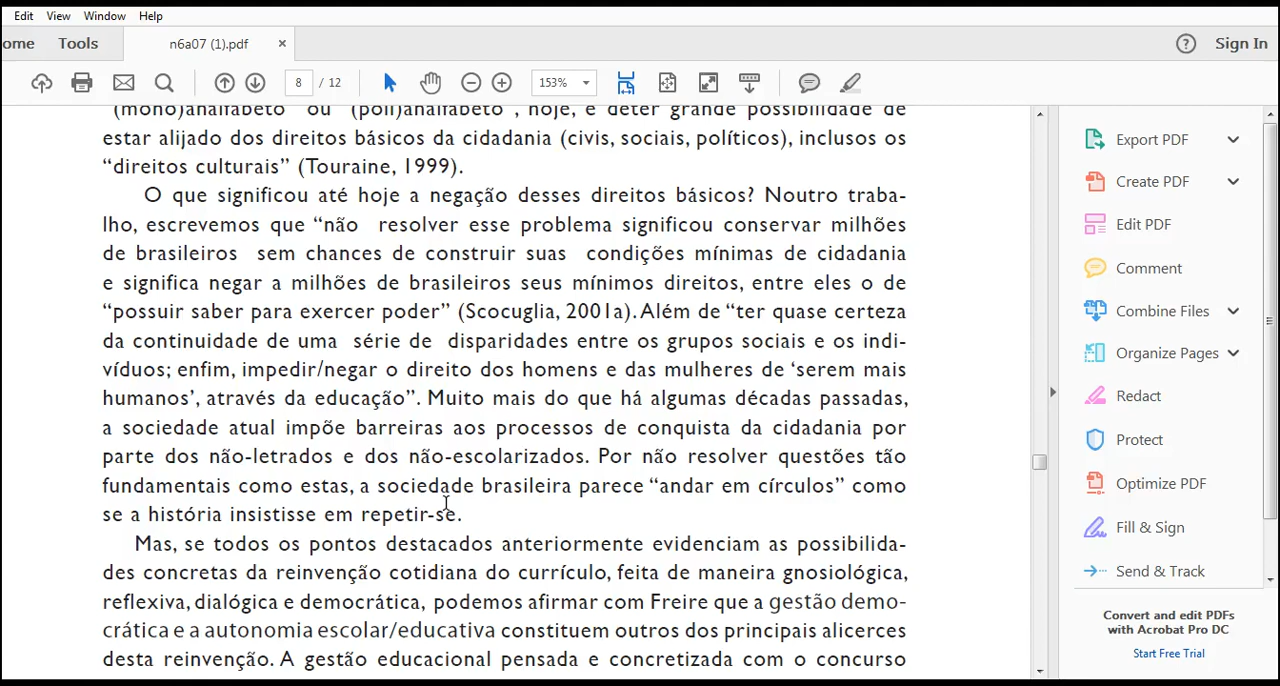 Edit View Window Help
ome Tools n6a07 (1).pdf × ? Sign In
8 / 12 153%
(mono)analfabeto” ou “(poli)analfabeto”, hoje, é deter grande possibilidade de
estar alijado dos direitos básicos da cidadania (civis, sociais, políticos), inclusos os
“direitos culturais” (Touraine, 1999).
O que significou até hoje a negação desses direitos básicos? Noutro traba-
lho, escrevemos que “não resolver esse problema significou conservar milhões
de brasileiros sem chances de construir suas condições mínimas de cidadania
e significa negar a milhões de brasileiros seus mínimos direitos, entre eles o de
“possuir saber para exercer poder” (Scocuglia, 2001a). Além de “ter quase certeza
da continuidade de uma série de disparidades entre os grupos sociais e os indi-
víduos; enfim, impedir/negar o direito dos homens e das mulheres de ‘serem mais
humanos’, através da educação”. Muito mais do que há algumas décadas passadas,
a sociedade atual impõe barreiras aos processos de conquista da cidadania por
parte dos não-letrados e dos não-escolarizados. Por não resolver questões tão
fundamentais como estas, a sociedade brasileira parece “andar em círculos” como
se a história insistisse em repetir-se.
Mas, se todos os pontos destacados anteriormente evidenciam as possibilida-
des concretas da reinvenção cotidiana do currículo, feita de maneira gnosiológica,
reflexiva, dialógica e democrática, podemos afirmar com Freire que a gestão demo-
crática e a autonomia escolar/educativa constituem outros dos principais alicerces
desta reinvenção. A gestão educacional pensada e concretizada com o concurso
Export PDF
Create PDF
Edit PDF
Comment
Combine Files
Organize Pages
Redact
Protect
Optimize PDF
Fill & Sign
Send & Track
Convert and edit PDFs
with Acrobat Pro DC
Start Free Trial